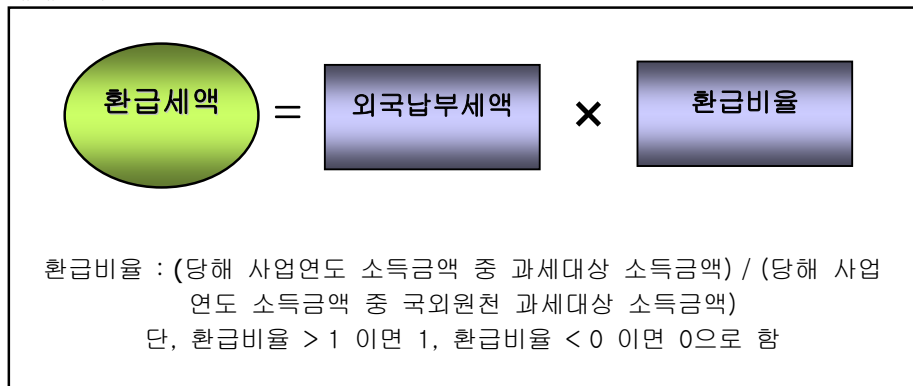 환급세액 = 외국납부세액 × 환급비율
환급비율 : (당해 사업연도 소득금액 중 과세대상 소득금액) / (당해 사업
연도 소득금액 중 국외원천 과세대상 소득금액)
단, 환급비율 > 1 이면 1, 환급비율 < 0 이면 0으로 함